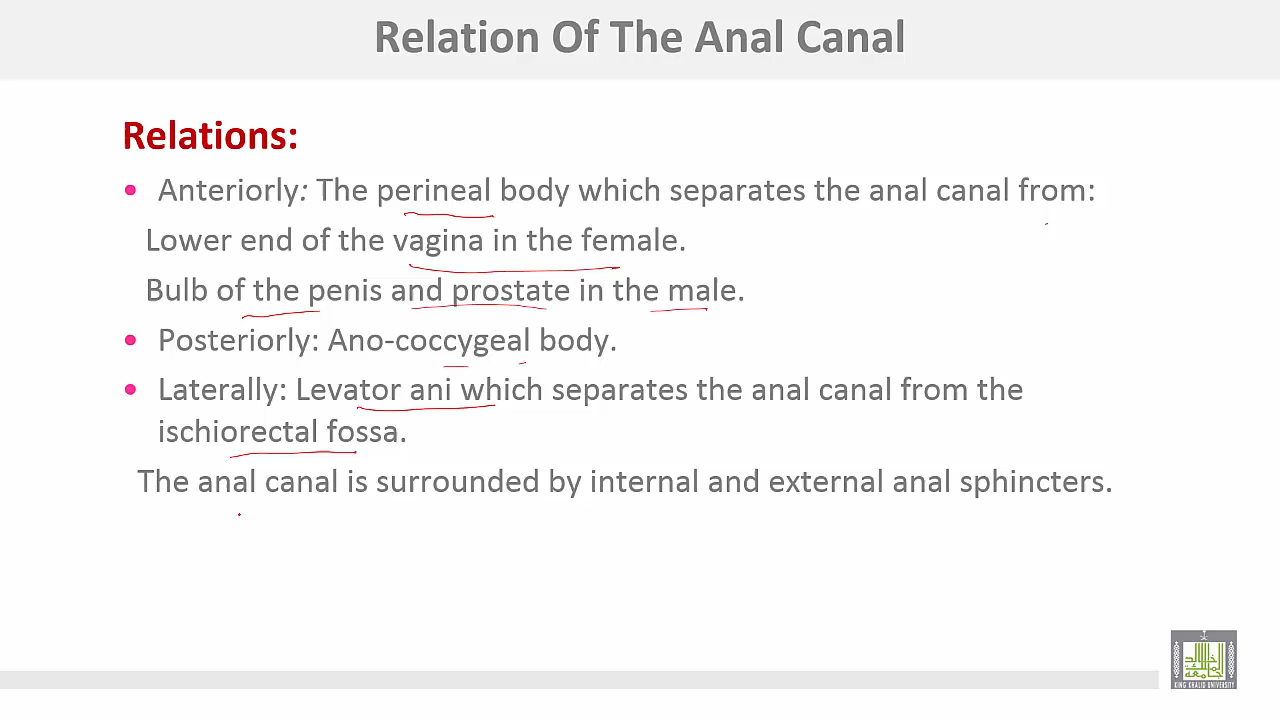 Relation Of The Anal Canal
Relations:
• Anteriorly: The perineal body which separates the anal canal from:
Lower end of the vagina in the female.
Bulb of the penis and prostate in the male.
• Posteriorly: Ano-coccygeal body.
• Laterally: Levator ani which separates the anal canal from the
ischiorectal fossa.
The anal canal is surrounded by internal and external anal sphincters.
KING KHALID UNIVERSITY